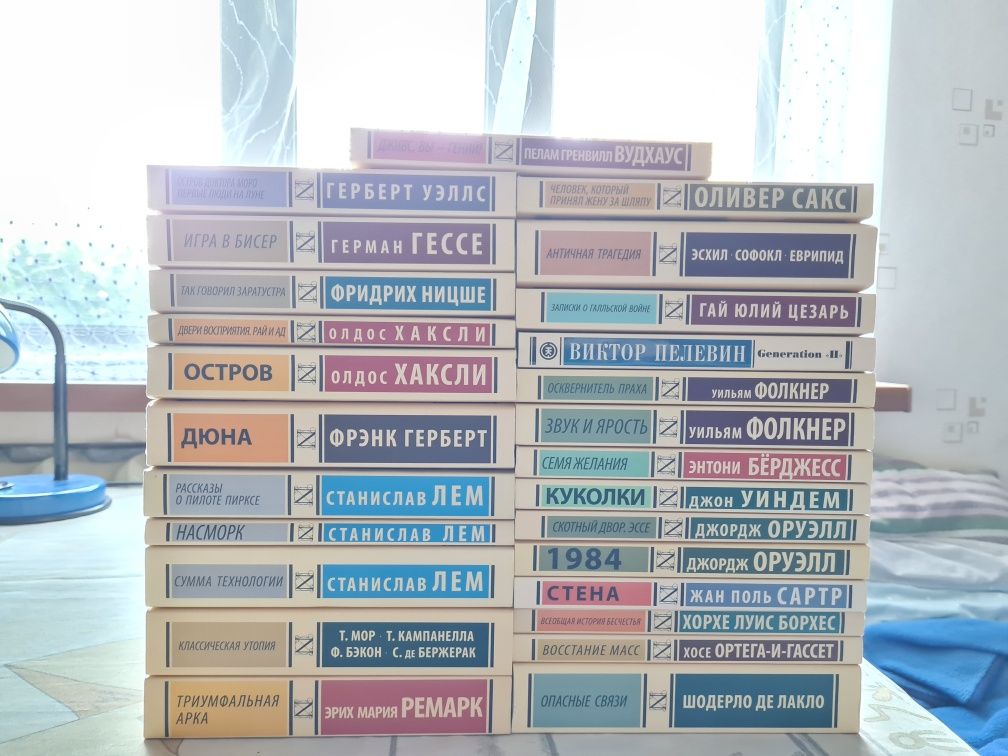 ДЖИВС, ВЫ — ГЕНИЙ! ПЕЛАМ ГРЕНВИЛЛ ВУДХАУС
ОСТРОВ ДОКТОРА МОРО
ПЕРВЫЕ ЛЮДИ НА ЛУНЕ
ГЕРБЕРТ УЭЛЛС
ИГРА В БИСЕР ГЕРМАН ГЕССЕ
ТАК ГОВОРИЛ ЗАРАТУСТРА ФРИДРИХ НИЦШЕ
ДВЕРИ ВОСПРИЯТИЯ. РАЙ И АД ОЛДОС ХАКСЛИ
ОСТРОВ ОЛДОС ХАКСЛИ
ДЮНА ФРЭНК ГЕРБЕРТ
РАССКАЗЫ
О ПИЛОТЕ ПИРКСЕ
СТАНИСЛАВ ЛЕМ
НАСМОРК СТАНИСЛАВ ЛЕМ
СУММА ТЕХНОЛОГИИ СТАНИСЛАВ ЛЕМ
КЛАССИЧЕСКАЯ УТОПИЯ
Т. МОР · Т. КАМПАНЕЛЛА
Ф. БЭКОН · С. ДЕ БЕРЖЕРАК
ТРИУМФАЛЬНАЯ
АРКА
ЭРИХ МАРИЯ РЕМАРК
ЧЕЛОВЕК, КОТОРЫЙ
ПРИНЯЛ ЖЕНУ ЗА ШЛЯПУ
ОЛИВЕР САКС
АНТИЧНАЯ ТРАГЕДИЯ ЭСХИЛ · СОФОКЛ · ЕВРИПИД
ЗАПИСКИ О ГАЛЛЬСКОЙ ВОЙНЕ ГАЙ ЮЛИЙ ЦЕЗАРЬ
ВИКТОР ПЕЛЕВИН Generation «П»
ОСКВЕРНИТЕЛЬ ПРАХА УИЛЬЯМ ФОЛКНЕР
ЗВУК И ЯРОСТЬ УИЛЬЯМ ФОЛКНЕР
СЕМЯ ЖЕЛАНИЯ ЭНТОНИ БЁРДЖЕСС
КУКОЛКИ ДЖОН УИНДЕМ
СКОТНЫЙ ДВОР. ЭССЕ ДЖОРДЖ ОРУЭЛЛ
1984 ДЖОРДЖ ОРУЭЛЛ
СТЕНА ЖАН ПОЛЬ САРТР
ВСЕОБЩАЯ ИСТОРИЯ БЕСЧЕСТЬЯ ХОРХЕ ЛУИС БОРХЕС
ВОССТАНИЕ МАСС ХОСЕ ОРТЕГА-И-ГАССЕТ
ОПАСНЫЕ СВЯЗИ ШОДЕРЛО ДЕ ЛАКЛО